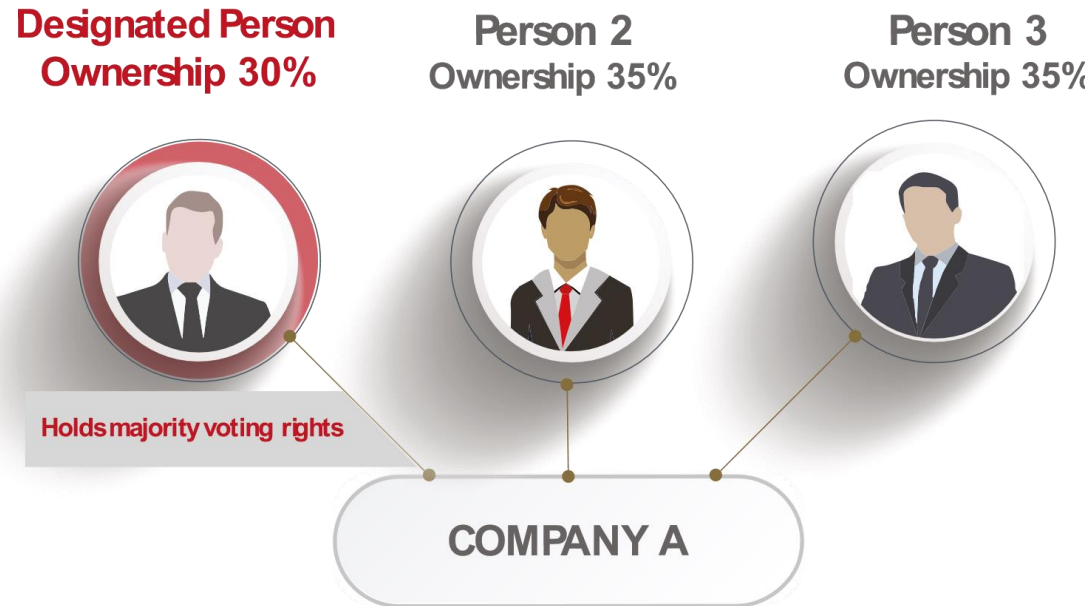 Designated Person
Ownership 30%
Person 2
Ownership 35%
Person 3
Ownership 35%
Holds majority voting rights
COMPANY A